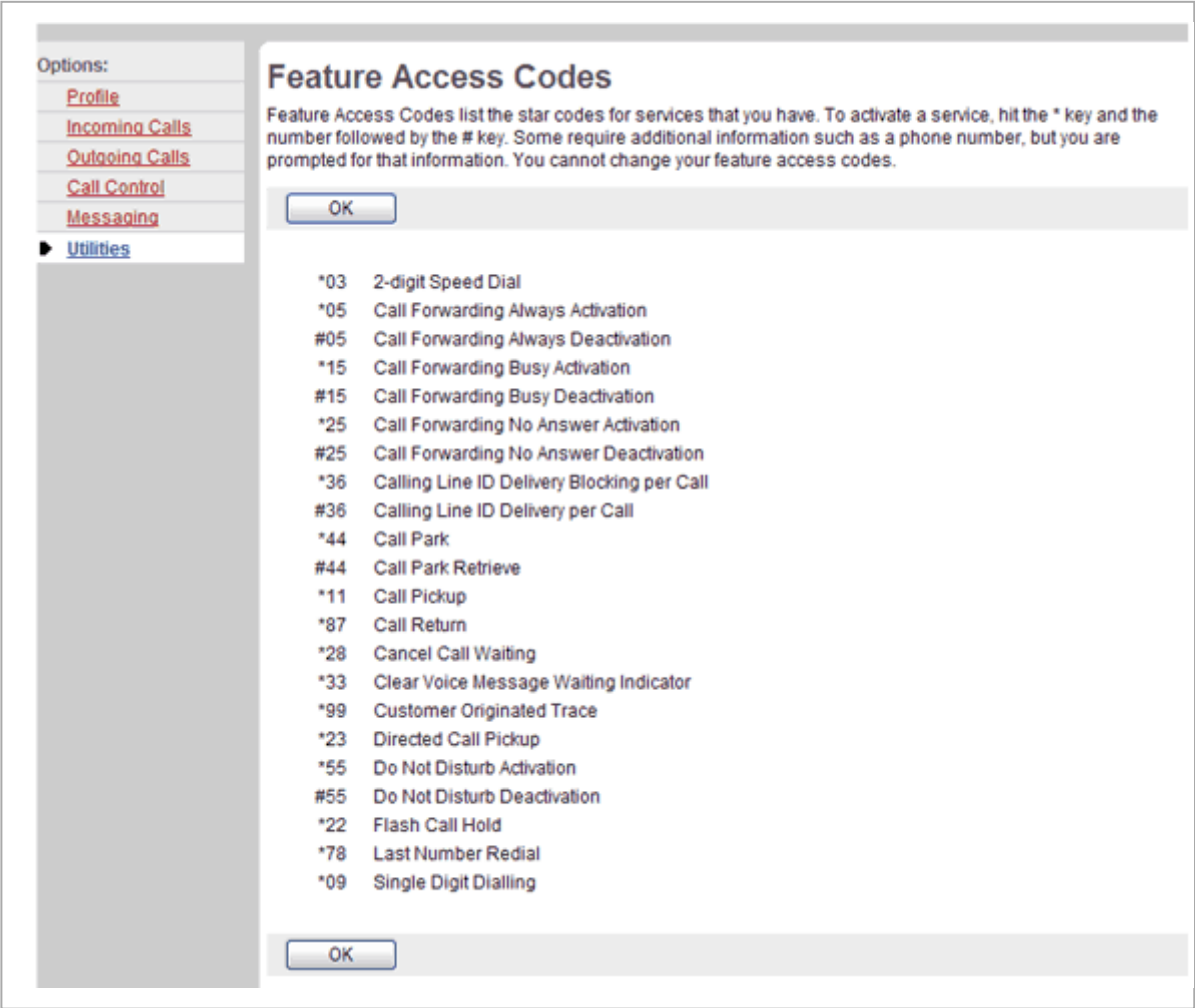 Options:
Profile
Incoming Calls
Outgoing Calls
Call Control
Messaging
Utilities
Feature Access Codes
Feature Access Codes list the star codes for services that you have. To activate a service, hit the * key and the
number followed by the # key. Some require additional information such as a phone number, but you are
prompted for that information. You cannot change your feature access codes.
OK
*03 2-digit Speed Dial
*05 Call Forwarding Always Activation
#05 Call Forwarding Always Deactivation
*15 Call Forwarding Busy Activation
#15 Call Forwarding Busy Deactivation
*25 Call Forwarding No Answer Activation
#25 Call Forwarding No Answer Deactivation
*36 Calling Line ID Delivery Blocking per Call
#36 Calling Line ID Delivery per Call
*44 Call Park
#44 Call Park Retrieve
*11 Call Pickup
*87 Call Return
*28 Cancel Call Waiting
*33 Clear Voice Message Waiting Indicator
*99 Customer Originated Trace
*23 Directed Call Pickup
*55 Do Not Disturb Activation
#55 Do Not Disturb Deactivation
*22 Flash Call Hold
*78 Last Number Redial
*09 Single Digit Dialling
OK